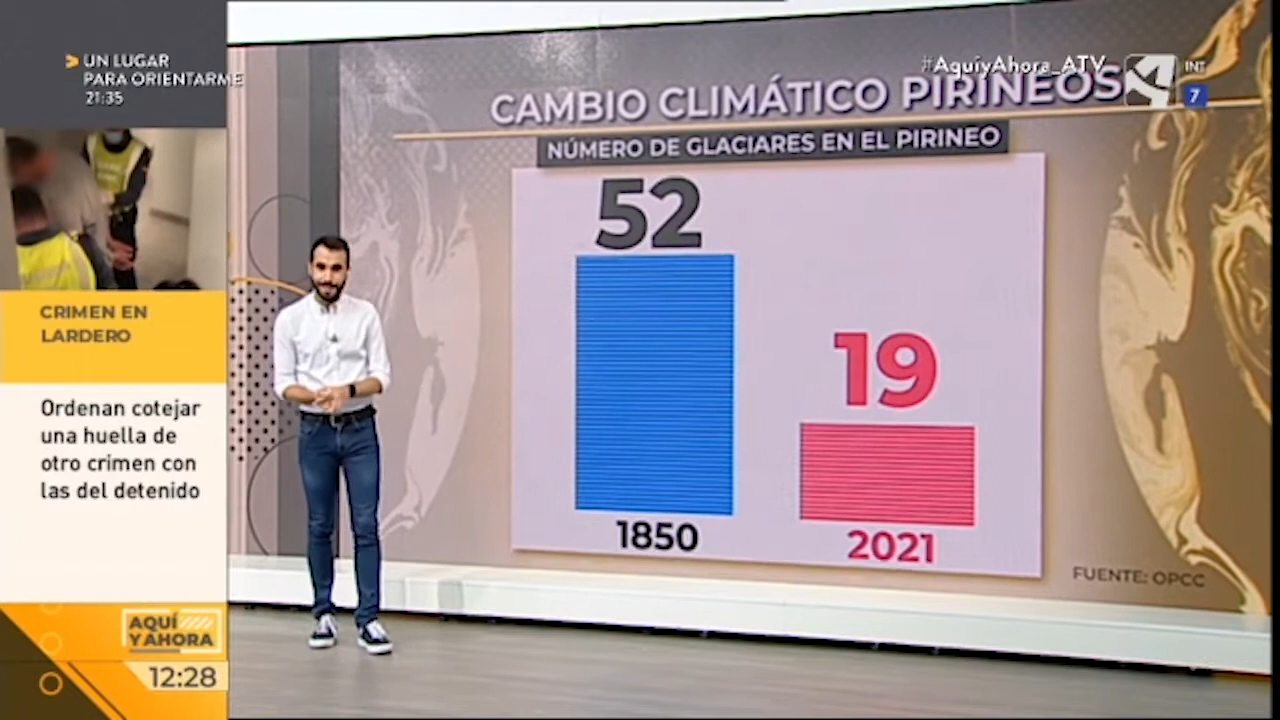 UN LUGAR
PARA ORIENTARME
21:35
#AquíyAhora_ATV
INT
7
CAMBIO CLIMÁTICO PIRINEOS
NÚMERO DE GLACIARES EN EL PIRINEO
52
19
1850
2021
FUENTE: OPCC
CRIMEN EN
LARDERO
Ordenan cotejar
una huella de
otro crimen con
las del detenido
AQUÍ
Y AHORA
12:28